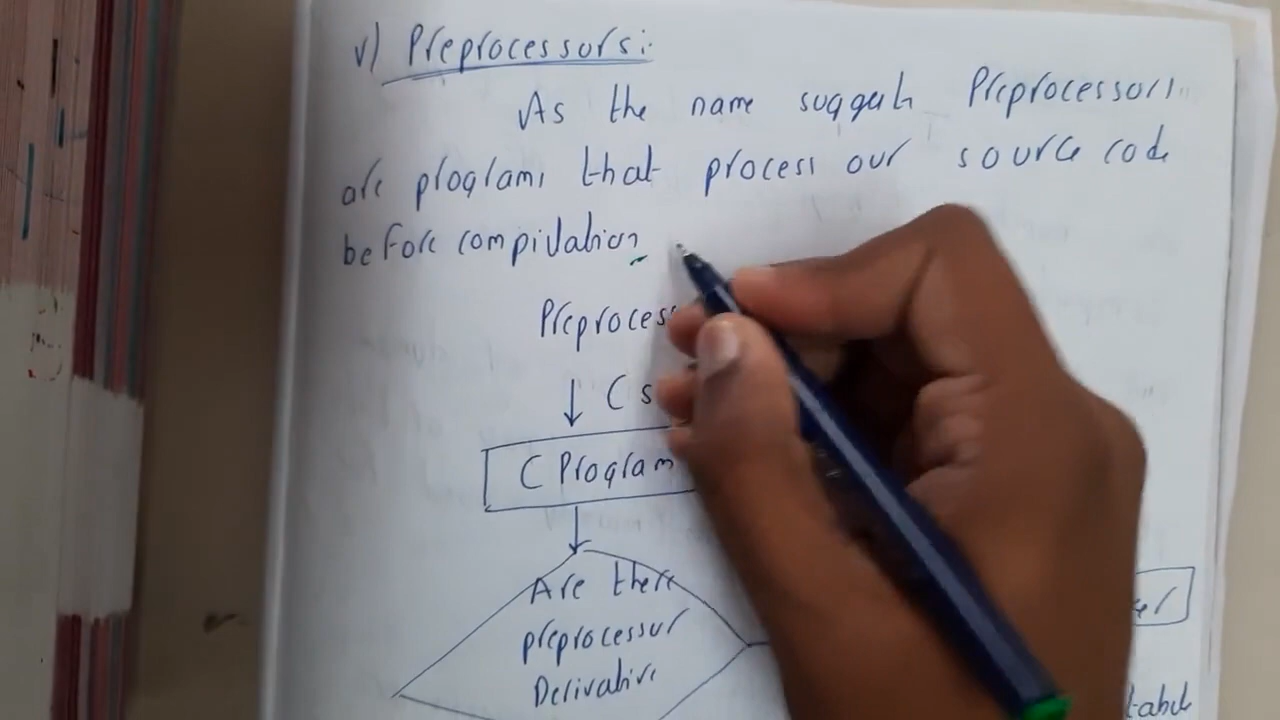 v) Preprocessors:
As the name suggests Preprocessors
are programs that process our source code
before compilation
Preprocess
C s
C Program
Are there
preprocessor
Derivative